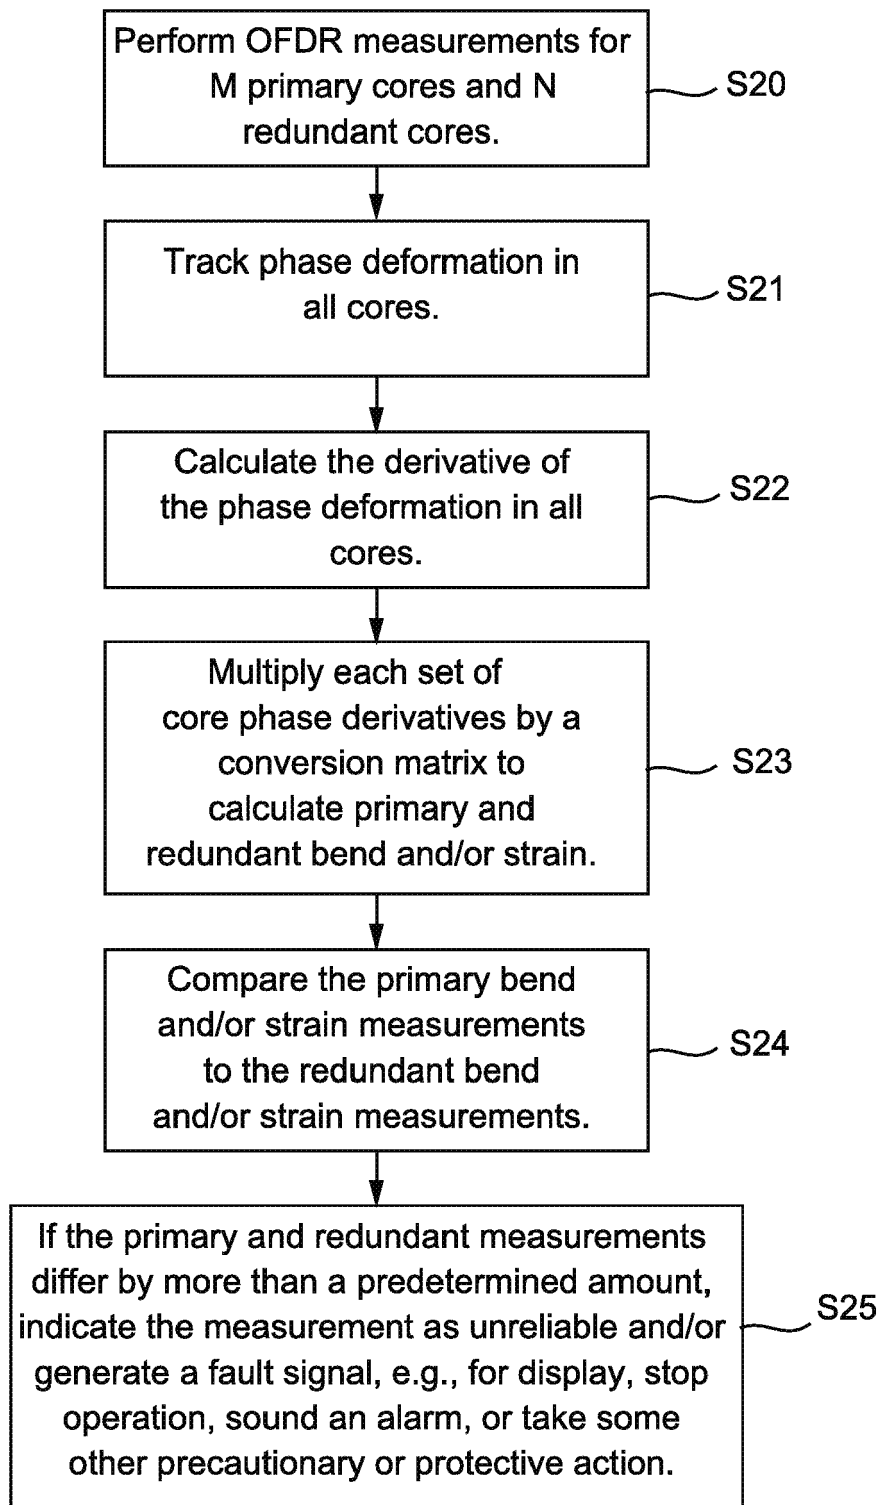 Perform OFDR measurements for
M primary cores and N
redundant cores.
S20
Track phase deformation in
all cores.
S21
Calculate the derivative of
the phase deformation in all
cores.
S22
Multiply each set of
core phase derivatives by a
conversion matrix to
calculate primary and
redundant bend and/or strain.
S23
Compare the primary bend
and/or strain measurements
to the redundant bend
and/or strain measurements.
S24
If the primary and redundant measurements
differ by more than a predetermined amount,
indicate the measurement as unreliable and/or
generate a fault signal, e.g., for display, stop
operation, sound an alarm, or take some
other precautionary or protective action.
S25